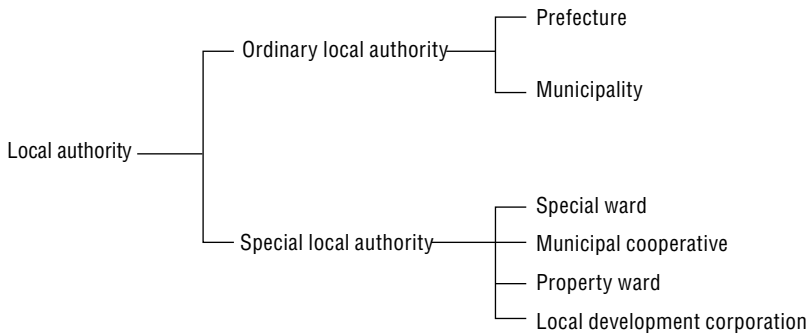 Local authority
Ordinary local authority
Prefecture
Municipality
Special local authority
Special ward
Municipal cooperative
Property ward
Local development corporation